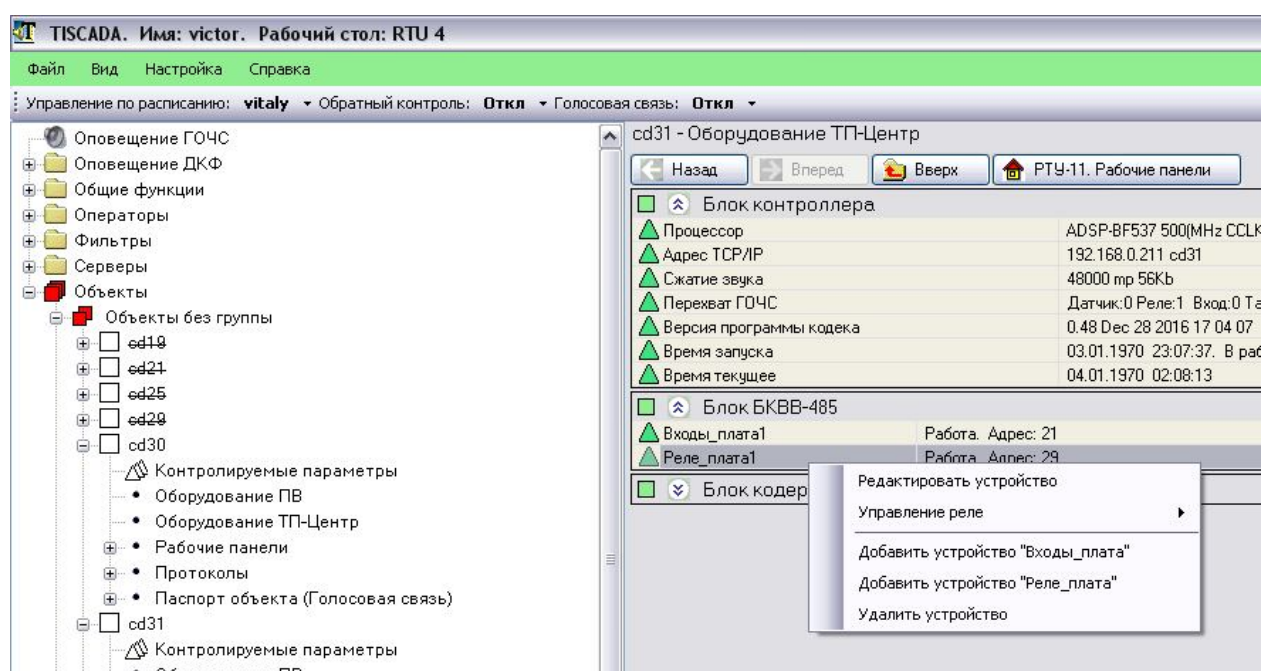 TISCADA. Имя: victor. Рабочий стол: RTU 4
Файл Вид Настройка Справка
Управление по расписанию: vitaly Обратный контроль: Откл Голосовая связь: Откл
Оповещение ГОЧС
Оповещение ДКФ
Общие функции
Операторы
Фильтры
Серверы
Объекты
Объекты без группы
cd19
cd21
cd25
cd29
cd30
Контролируемые параметры
Оборудование ПВ
Оборудование ТП-Центр
Рабочие панели
Протоколы
Паспорт объекта (Голосовая связь)
cd31
Контролируемые параметры
cd31 - Оборудование ТП-Центр
Назад Вперед Вверх РТУ-11. Рабочие панели
Блок контроллера
Процессор ADSP-BF537 500(MHz CCLK
Адрес TCP/IP 192.168.0.211 cd31
Сжатие звука 48000 mp 56Kb
Перехват ГОЧС Датчик:0 Реле:1 Вход:0 Та
Версия программы кодека 0.48 Dec 28 2016 17 04 07
Время запуска 03.01.1970 23:07:37. В раб
Время текущее 04.01.1970 02:08:13
Блок БКВВ-485
Входы_плата1 Работа. Адрес: 21
Реле_плата1 Работа. Адрес: 29
Блок кодер
Редактировать устройство
Управление реле
Добавить устройство "Входы_плата"
Добавить устройство "Реле_плата"
Удалить устройство